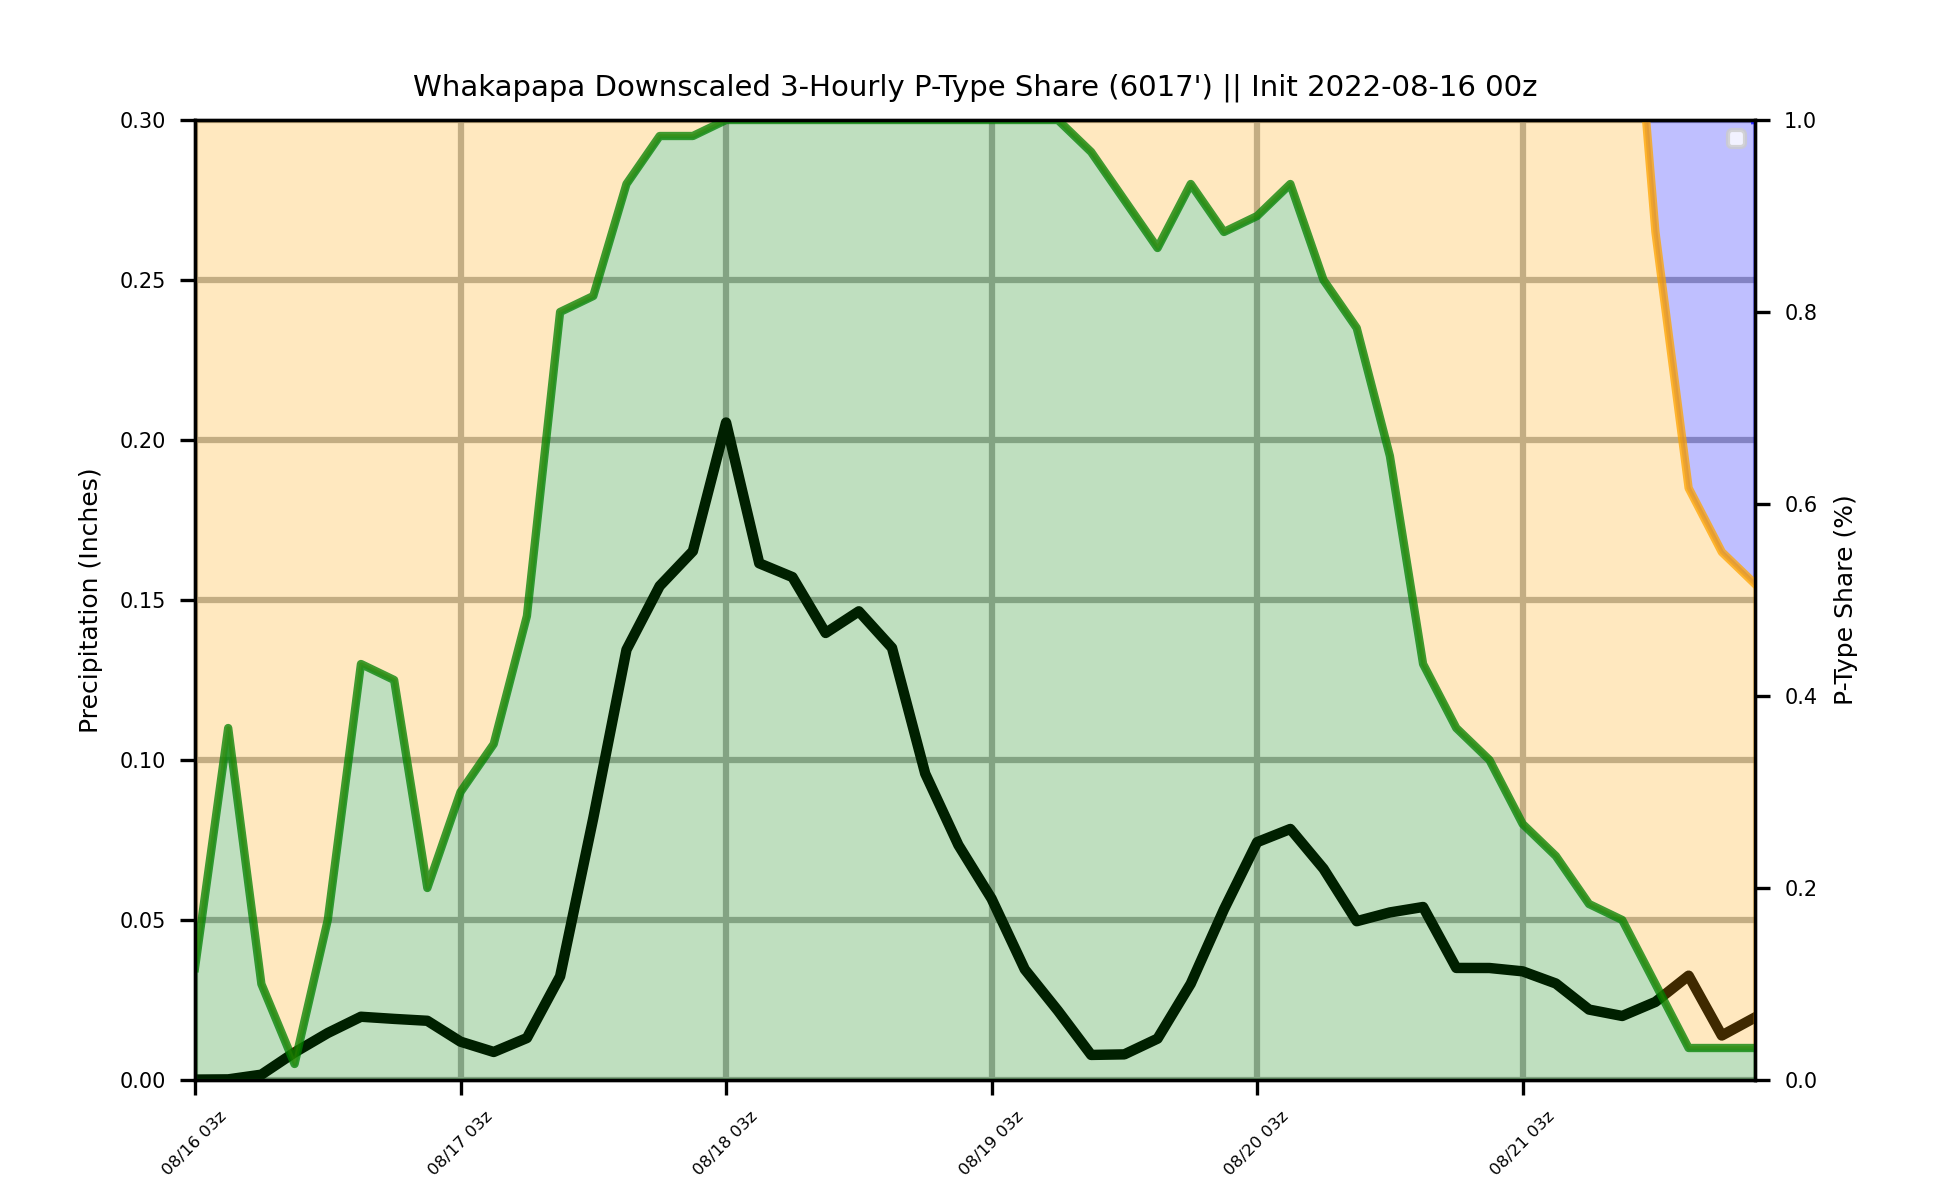 Whakapapa Downscaled 3-Hourly P-Type Share (6017') || Init 2022-08-16 00z
0.30
0.25
0.20
0.15
0.10
0.05
0.00
Precipitation (Inches)
1.0
0.8
0.6
0.4
0.2
0.0
P-Type Share (%)
08/16 03z
08/17 03z
08/18 03z
08/19 03z
08/20 03z
08/21 03z